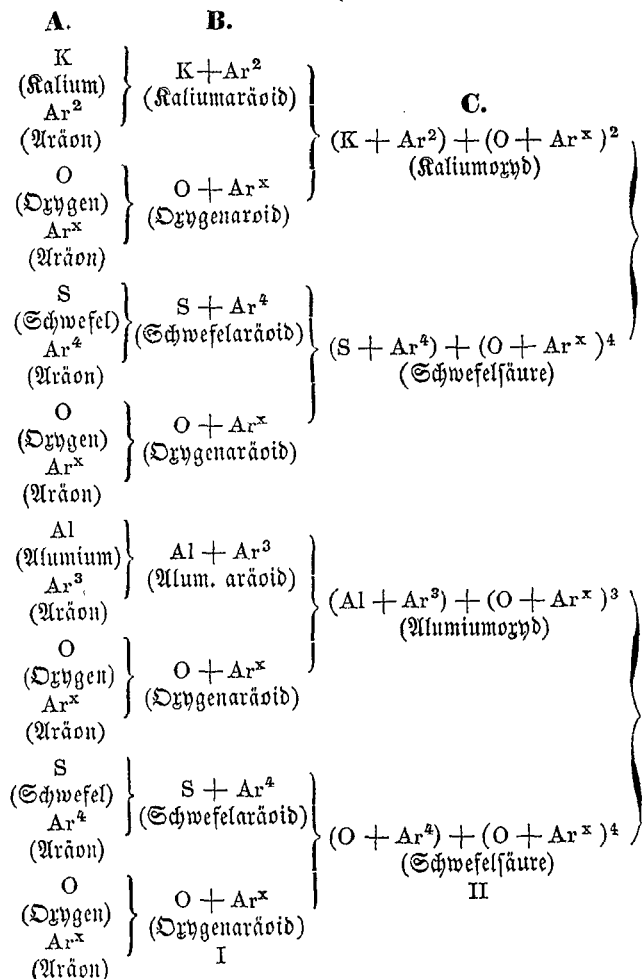 A. B.
K
(Kalium)
Ar²
(Aräon)
K + Ar²
(Kaliumaräoid)
O
(Oxygen)
Arˣ
(Aräon)
O + Arˣ
(Oxygenaroid)
C.
(K + Ar²) + (O + Arˣ)²
(Kaliumoxyd)
S
(Schwefel)
Ar⁴
(Aräon)
S + Ar⁴
(Schwefelaräoid)
O
(Oxygen)
Arˣ
(Aräon)
O + Arˣ
(Oxygenaräoid)
(S + Ar⁴) + (O + Arˣ)⁴
(Schwefelsäure)
Al
(Alumium)
Ar³
(Aräon)
Al + Ar³
(Alum. aräoid)
O
(Oxygen)
Arˣ
(Aräon)
O + Arˣ
(Oxygenaräoid)
(Al + Ar³) + (O + Arˣ)³
(Alumiumoxyd)
S
(Schwefel)
Ar⁴
(Aräon)
S + Ar⁴
(Schwefelaräoid)
O
(Oxygen)
Arˣ
(Aräon)
O + Arˣ
(Oxygenaräoid)
I
(O + Ar⁴) + (O + Arˣ)⁴
(Schwefelsäure)
II